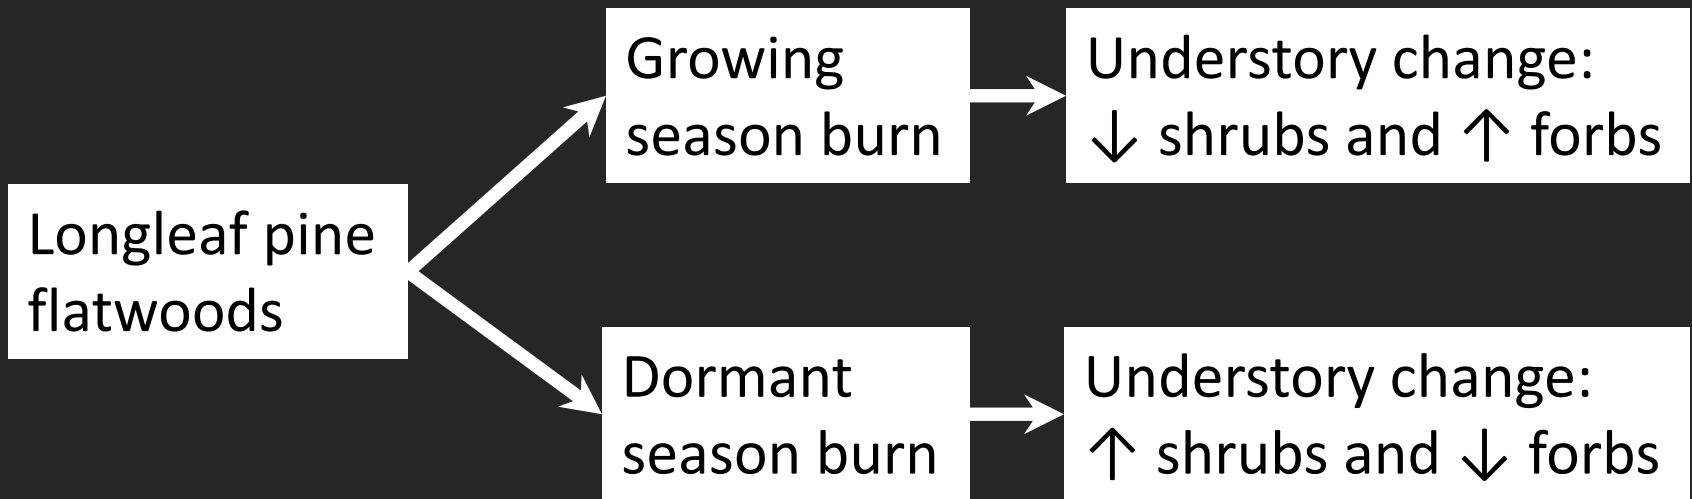 Longleaf pine
flatwoods
Growing
season burn
Understory change:
↓ shrubs and ↑ forbs
Dormant
season burn
Understory change:
↑ shrubs and ↓ forbs